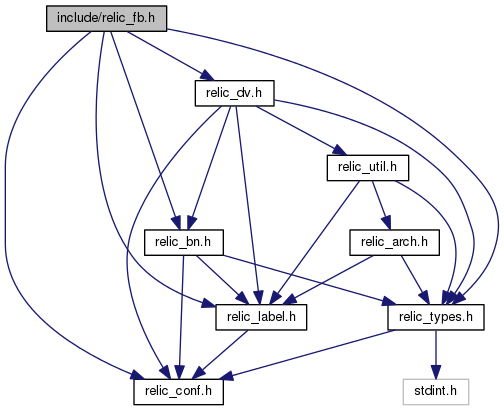 include/relic_fb.h
relic_dv.h
relic_util.h
relic_bn.h
relic_arch.h
relic_label.h
relic_types.h
relic_conf.h
stdint.h